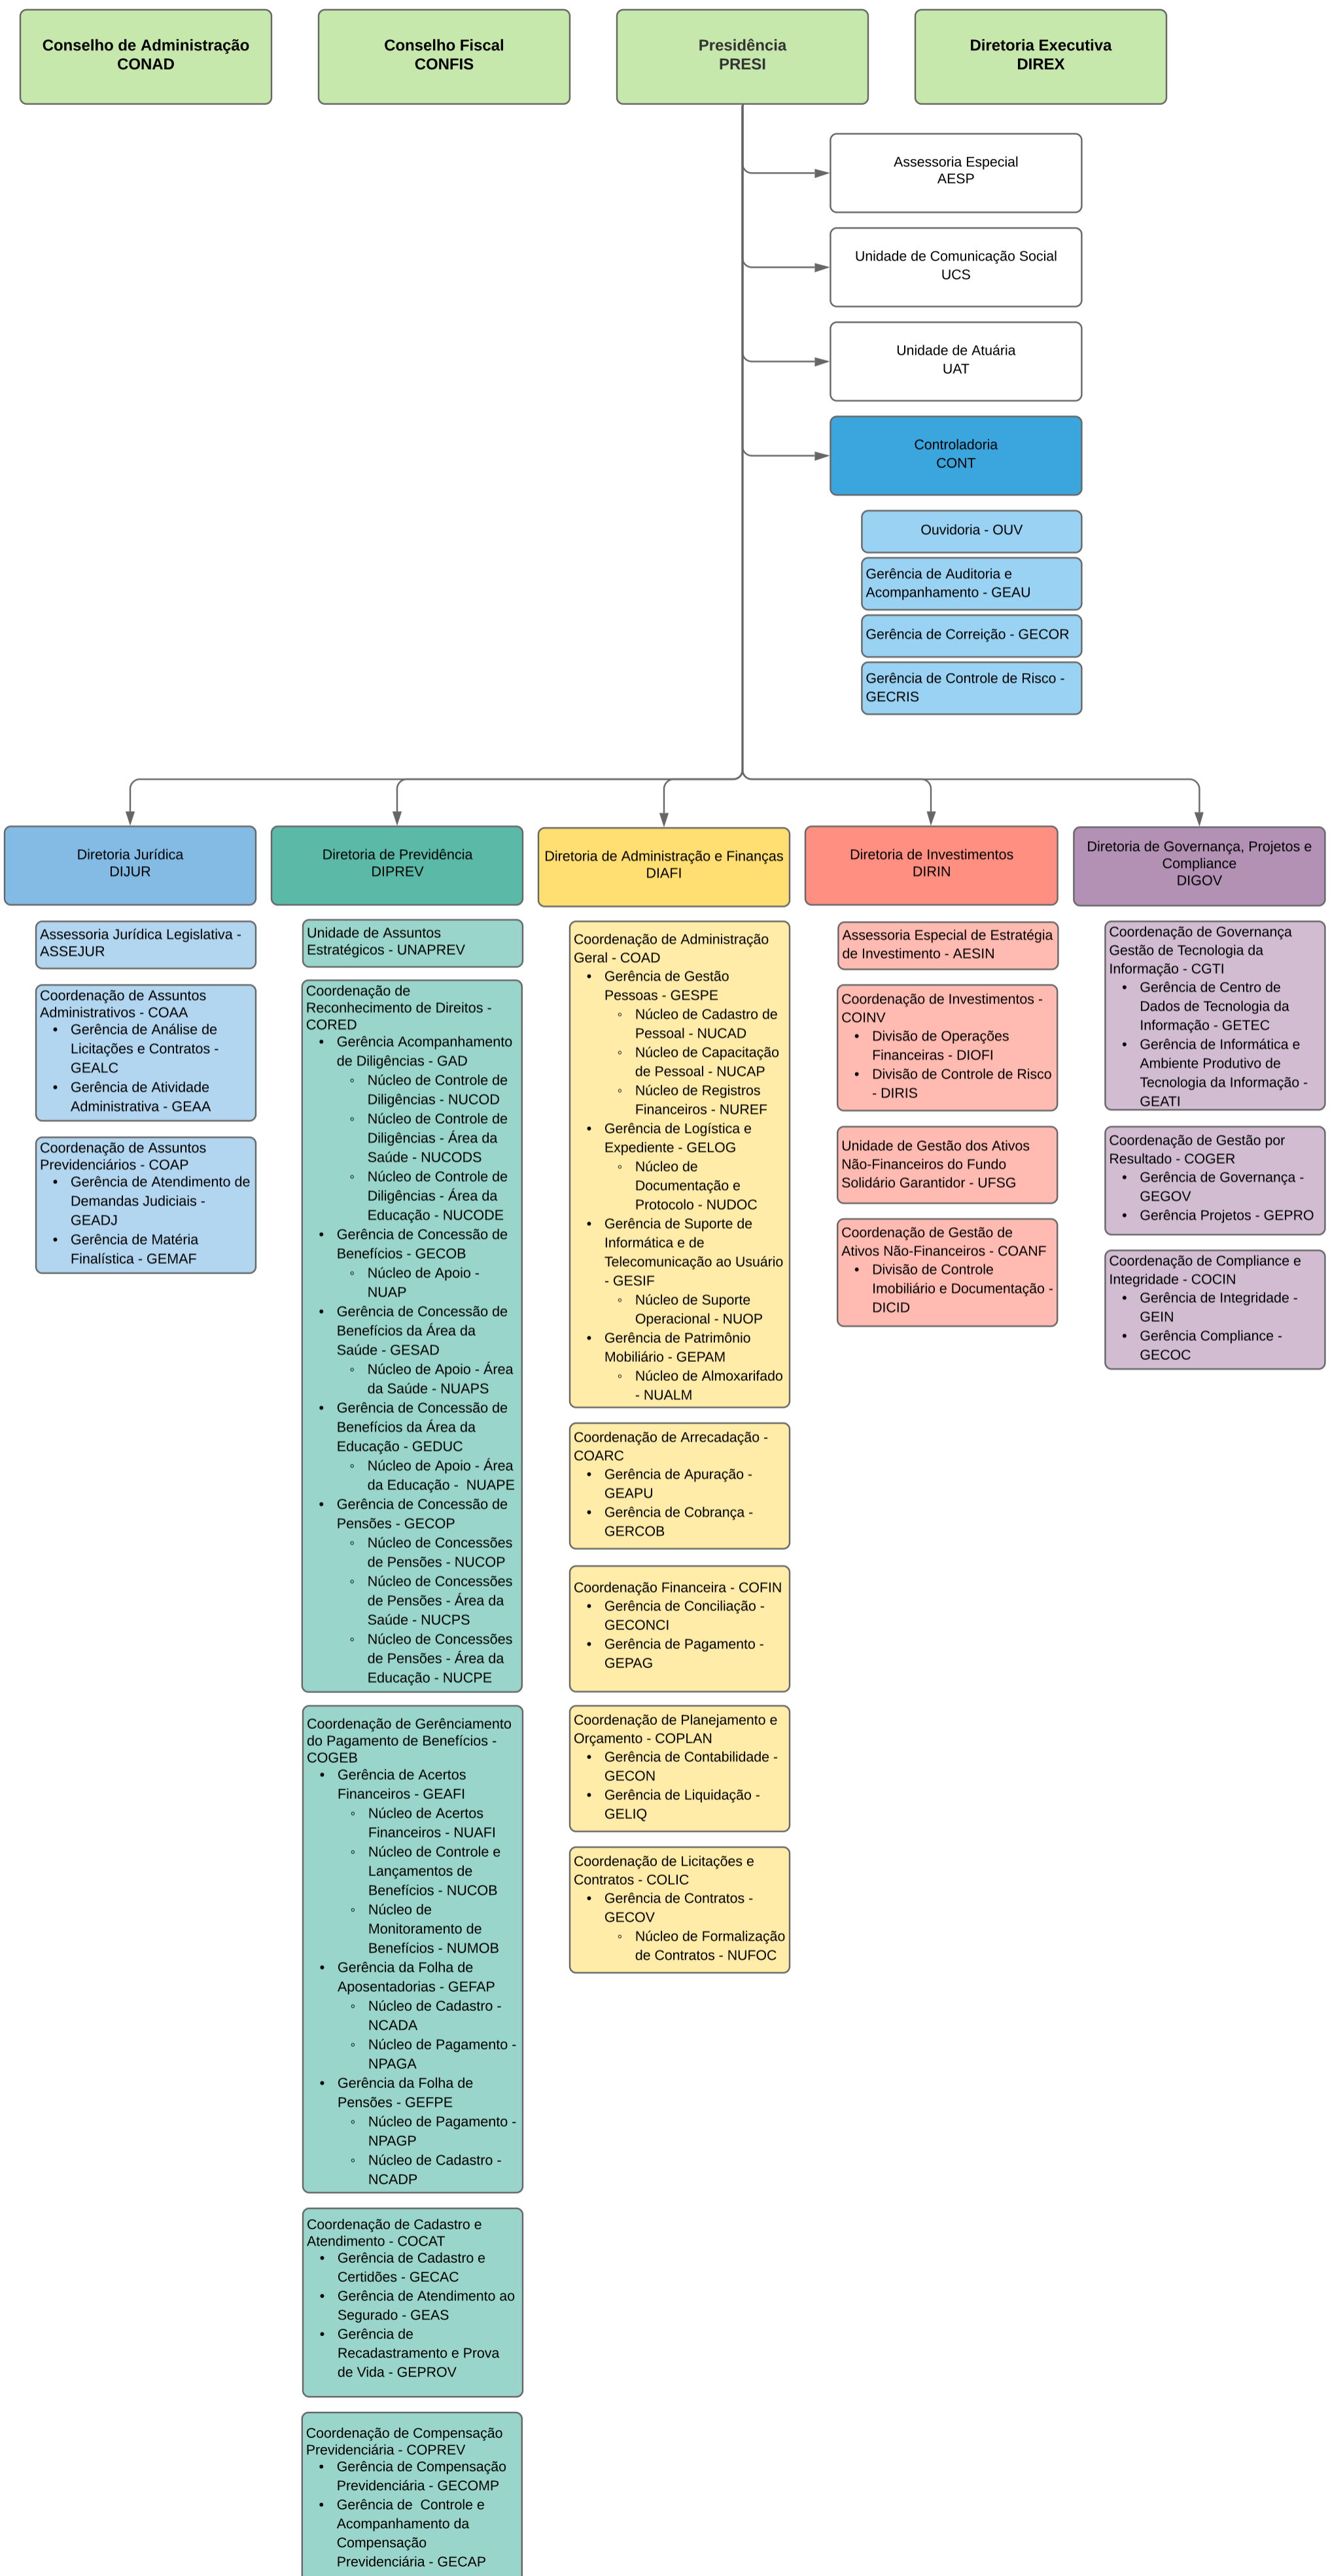 Conselho de Administração
CONAD
Conselho Fiscal
CONFIS
Presidência
PRESI
Diretoria Executiva
DIREX
Assessoria Especial
AESP
Unidade de Comunicação Social
UCS
Unidade de Atuária
UAT
Controladoria
CONT
Ouvidoria - OUV
Gerência de Auditoria e
Acompanhamento - GEAU
Gerência de Correição - GECOR
Gerência de Controle de Risco -
GECRIS
Diretoria Jurídica
DIJUR
Assessoria Jurídica Legislativa -
ASSEJUR
Coordenação de Assuntos
Administrativos - COAA
• Gerência de Análise de
Licitações e Contratos -
GEALC
• Gerência de Atividade
Administrativa - GEAA
Coordenação de Assuntos
Previdenciários - COAP
• Gerência de Atendimento de
Demandas Judiciais -
GEADJ
• Gerência de Matéria
Finalística - GEMAF
Diretoria de Previdência
DIPREV
Unidade de Assuntos
Estratégicos - UNAPREV
Coordenação de
Reconhecimento de Direitos -
CORED
• Gerência Acompanhamento
de Diligências - GAD
◦ Núcleo de Controle de
Diligências - NUCOD
◦ Núcleo de Controle de
Diligências - Área da
Saúde - NUCODS
◦ Núcleo de Controle de
Diligências - Área da
Educação - NUCODE
• Gerência de Concessão de
Benefícios - GECOB
◦ Núcleo de Apoio -
NUAP
• Gerência de Concessão de
Benefícios da Área da
Saúde - GESAD
◦ Núcleo de Apoio - Área
da Saúde - NUAPS
• Gerência de Concessão de
Benefícios da Área da
Educação - GEDUC
◦ Núcleo de Apoio - Área
da Educação - NUAPE
• Gerência de Concessão de
Pensões - GECOP
◦ Núcleo de Concessões
de Pensões - NUCOP
◦ Núcleo de Concessões
de Pensões - Área da
Saúde - NUCPS
◦ Núcleo de Concessões
de Pensões - Área da
Educação - NUCPE
Coordenação de Gerênciamento
do Pagamento de Benefícios -
COGEB
• Gerência de Acertos
Financeiros - GEAFI
◦ Núcleo de Acertos
Financeiros - NUAFI
◦ Núcleo de Controle e
Lançamentos de
Benefícios - NUCOB
◦ Núcleo de
Monitoramento de
Benefícios - NUMOB
• Gerência da Folha de
Aposentadorias - GEFAP
◦ Núcleo de Cadastro -
NCADA
◦ Núcleo de Pagamento -
NPAGA
• Gerência da Folha de
Pensões - GEFPE
◦ Núcleo de Pagamento -
NPAGP
◦ Núcleo de Cadastro -
NCADP
Coordenação de Cadastro e
Atendimento - COCAT
• Gerência de Cadastro e
Certidões - GECAC
• Gerência de Atendimento ao
Segurado - GEAS
• Gerência de
Recadastramento e Prova
de Vida - GEPROV
Coordenação de Compensação
Previdenciária - COPREV
• Gerência de Compensação
Previdenciária - GECOMP
• Gerência de Controle e
Acompanhamento da
Compensação
Previdenciária - GECAP
Diretoria de Administração e Finanças
DIAFI
Coordenação de Administração
Geral - COAD
• Gerência de Gestão
Pessoas - GESPE
◦ Núcleo de Cadastro de
Pessoal - NUCAD
◦ Núcleo de Capacitação
de Pessoal - NUCAP
◦ Núcleo de Registros
Financeiros - NUREF
• Gerência de Logística e
Expediente - GELOG
◦ Núcleo de
Documentação e
Protocolo - NUDOC
• Gerência de Suporte de
Informática e de
Telecomunicação ao Usuário
- GESIF
◦ Núcleo de Suporte
Operacional - NUOP
• Gerência de Patrimônio
Mobiliário - GEPAM
◦ Núcleo de Almoxarifado
- NUALM
Coordenação de Arrecadação -
COARC
• Gerência de Apuração -
GEAPU
• Gerência de Cobrança -
GERCOB
Coordenação Financeira - COFIN
• Gerência de Conciliação -
GECONCI
• Gerência de Pagamento -
GEPAG
Coordenação de Planejamento e
Orçamento - COPLAN
• Gerência de Contabilidade -
GECON
• Gerência de Liquidação -
GELIQ
Coordenação de Licitações e
Contratos - COLIC
• Gerência de Contratos -
GECOV
◦ Núcleo de Formalização
de Contratos - NUFOC
Diretoria de Investimentos
DIRIN
Assessoria Especial de Estratégia
de Investimento - AESIN
Coordenação de Investimentos -
COINV
• Divisão de Operações
Financeiras - DIOFI
• Divisão de Controle de Risco
- DIRIS
Unidade de Gestão dos Ativos
Não-Financeiros do Fundo
Solidário Garantidor - UFSG
Coordenação de Gestão de
Ativos Não-Financeiros - COANF
• Divisão de Controle
Imobiliário e Documentação -
DICID
Diretoria de Governança, Projetos e
Compliance
DIGOV
Coordenação de Governança
Gestão de Tecnologia da
Informação - CGTI
• Gerência de Centro de
Dados de Tecnologia da
Informação - GETEC
• Gerência de Informática e
Ambiente Produtivo de
Tecnologia da Informação -
GEATI
Coordenação de Gestão por
Resultado - COGER
• Gerência de Governança -
GEGOV
• Gerência Projetos - GEPRO
Coordenação de Compliance e
Integridade - COCIN
• Gerência de Integridade -
GEIN
• Gerência Compliance -
GECOC